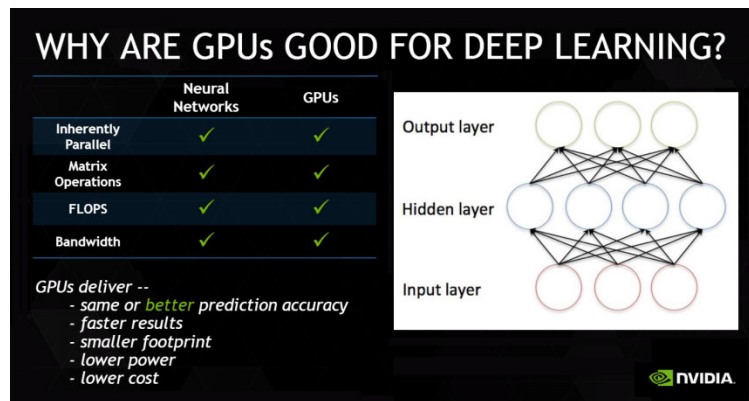 WHY ARE GPUs GOOD FOR DEEP LEARNING?
Neural
Networks
GPUs
Inherently
Parallel
✓ ✓
Matrix
Operations
✓ ✓
FLOPS ✓ ✓
Bandwidth ✓ ✓
GPUs deliver --
- same or better prediction accuracy
- faster results
- smaller footprint
- lower power
- lower cost
Output layer
Hidden layer
Input layer
NVIDIA.